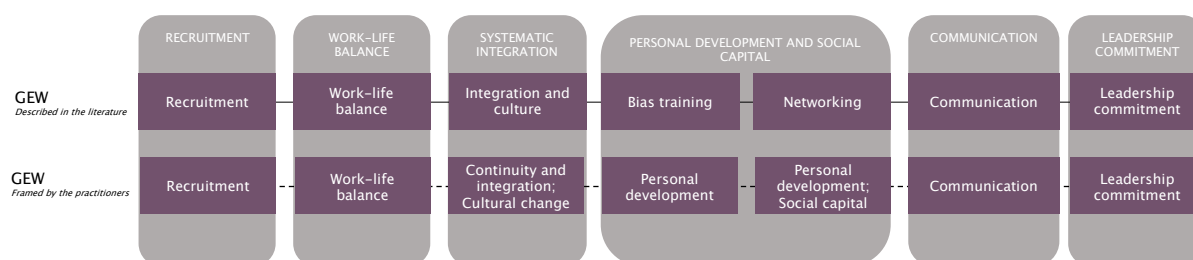 RECRUITMENT
WORK-LIFE
BALANCE
SYSTEMATIC
INTEGRATION
PERSONAL DEVELOPMENT AND SOCIAL
CAPITAL
COMMUNICATION
LEADERSHIP
COMMITMENT
GEW
Described in the literature
Recruitment
Work-life
balance
Integration and
culture
Bias training
Networking
Communication
Leadership
commitment
GEW
Framed by the practitioners
Recruitment
Work-life
balance
Continuity and
integration;
Cultural change
Personal
development
Personal
development;
Social capital
Communication
Leadership
commitment